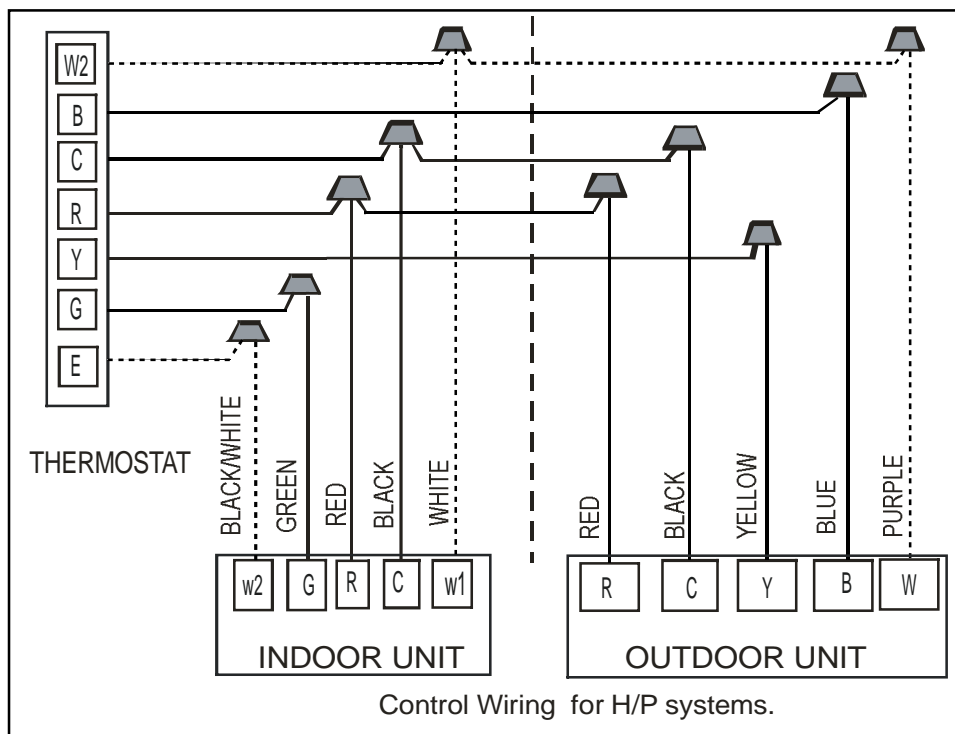 W2
B
C
R
Y
G
E
THERMOSTAT
BLACK/WHITE
GREEN
RED
BLACK
WHITE
RED
BLACK
YELLOW
BLUE
PURPLE
w2 G R C w1
R C Y B W
INDOOR UNIT
OUTDOOR UNIT
Control Wiring for H/P systems.